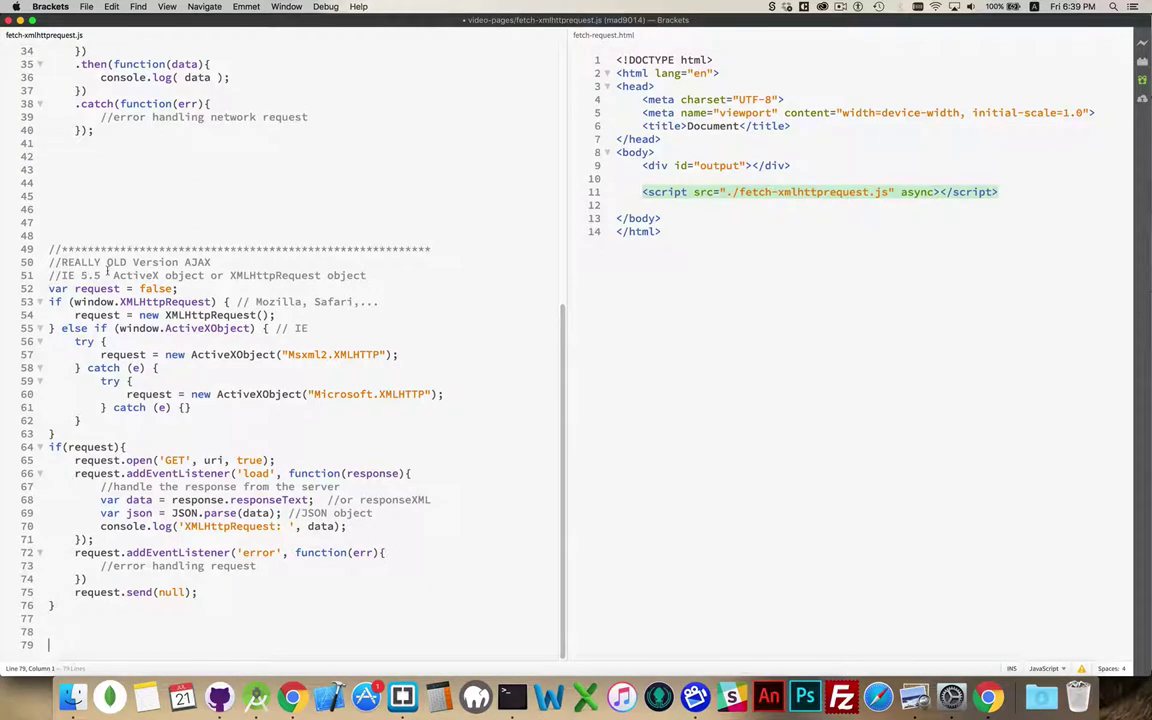 Brackets File Edit Find View Navigate Emmet Window Debug Help 100% Fri 6:39 PM
• video-pages/fetch-xmlhttprequest.js (mad9014) — Brackets
fetch-xmlhttprequest.js
34 })
35 .then(function(data){
36 console.log( data );
37 })
38 .catch(function(err){
39 //error handling network request
40 });
41
42
43
44
45
46
47
48
49 //*********************************************************
50 //REALLY OLD Version AJAX
51 //IE 5.5 ActiveX object or XMLHttpRequest object
52 var request = false;
53 if (window.XMLHttpRequest) { // Mozilla, Safari,...
54 request = new XMLHttpRequest();
55 } else if (window.ActiveXObject) { // IE
56 try {
57 request = new ActiveXObject("Msxml2.XMLHTTP");
58 } catch (e) {
59 try {
60 request = new ActiveXObject("Microsoft.XMLHTTP");
61 } catch (e) {}
62 }
63 }
64 if(request){
65 request.open('GET', uri, true);
66 request.addEventListener('load', function(response){
67 //handle the response from the server
68 var data = response.responseText; //or responseXML
69 var json = JSON.parse(data); //JSON object
70 console.log('XMLHttpRequest: ', data);
71 });
72 request.addEventListener('error', function(err){
73 //error handling request
74 })
75 request.send(null);
76 }
77
78
79
fetch-request.html
1 <!DOCTYPE html>
2 <html lang="en">
3 <head>
4 <meta charset="UTF-8">
5 <meta name="viewport" content="width=device-width, initial-scale=1.0">
6 <title>Document</title>
7 </head>
8 <body>
9 <div id="output"></div>
10
11 <script src="./fetch-xmlhttprequest.js" async></script>
12
13 </body>
14 </html>
Line 79, Column 1 — 79 Lines
INS JavaScript Spaces: 4
JUL 21 1 An Ps Fz